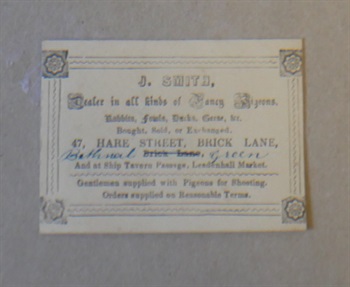 J. SMITH,
Dealer in all kinds of Fancy Pigeons,
Rabbits, Fowls, Ducks, Geese, &c.
Bought, Sold, or Exchanged.
47, HARE STREET, BRICK LANE,
Bethnal Brick Lane, Green
And at Ship Tavern Passage, Leadenhall Market.
Gentlemen supplied with Pigeons for Shooting.
Orders supplied on Reasonable Terms.